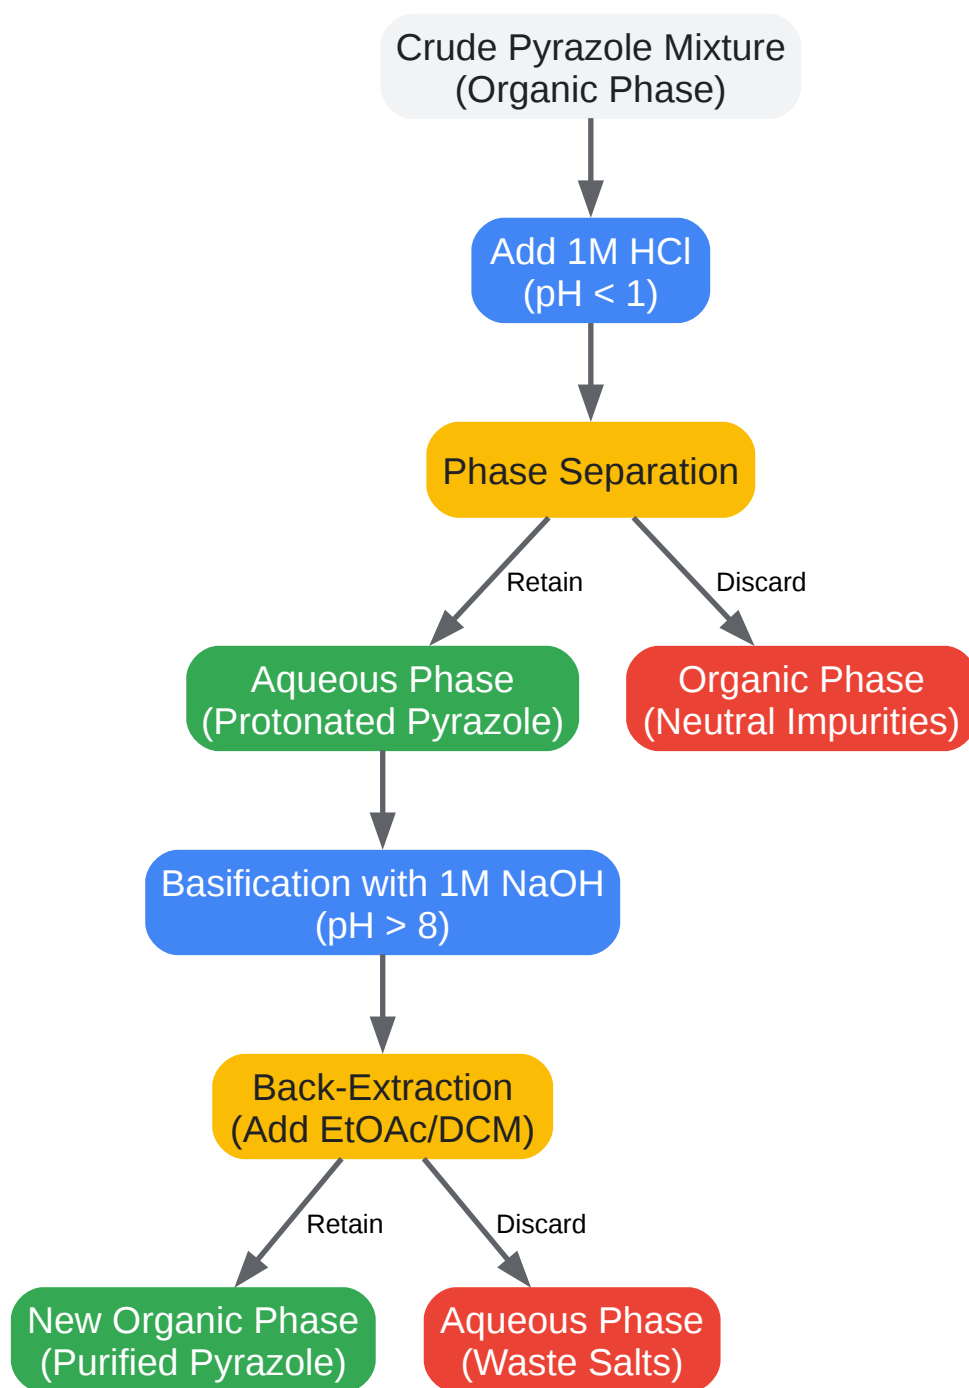 Crude Pyrazole Mixture
(Organic Phase)
Add 1M HCl
(pH < 1)
Phase Separation
Retain
Discard
Aqueous Phase
(Protonated Pyrazole)
Organic Phase
(Neutral Impurities)
Basification with 1M NaOH
(pH > 8)
Back-Extraction
(Add EtOAc/DCM)
Retain
Discard
New Organic Phase
(Purified Pyrazole)
Aqueous Phase
(Waste Salts)